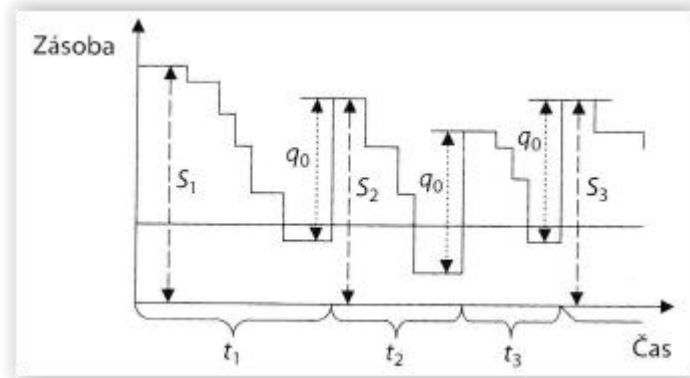 Zásoba
S₁
q₀
S₂
q₀
q₀
S₃
t₁
t₂
t₃
Čas